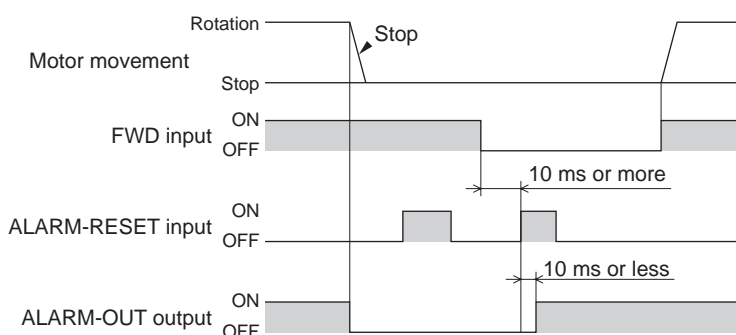 Rotation
Stop
Motor movement
Stop
ON
FWD input
OFF
10 ms or more
ON
ALARM-RESET input
OFF
10 ms or less
ON
ALARM-OUT output
OFF